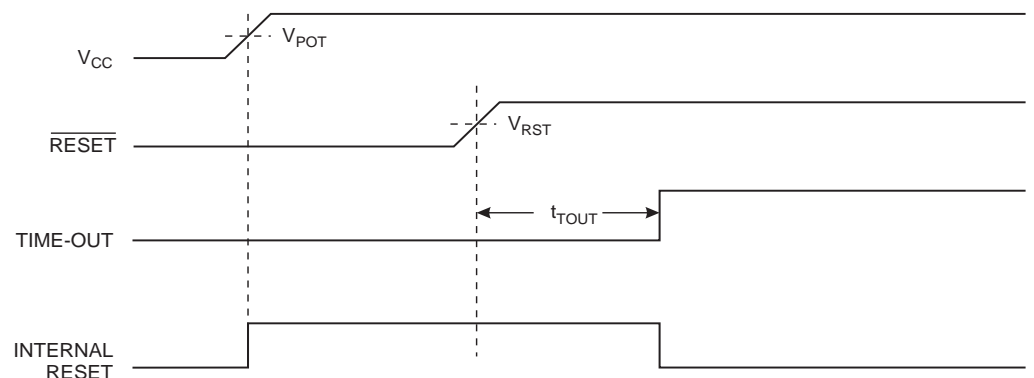 V_CC
V_POT
RESET
V_RST
TIME-OUT
t_TOUT
INTERNAL
RESET